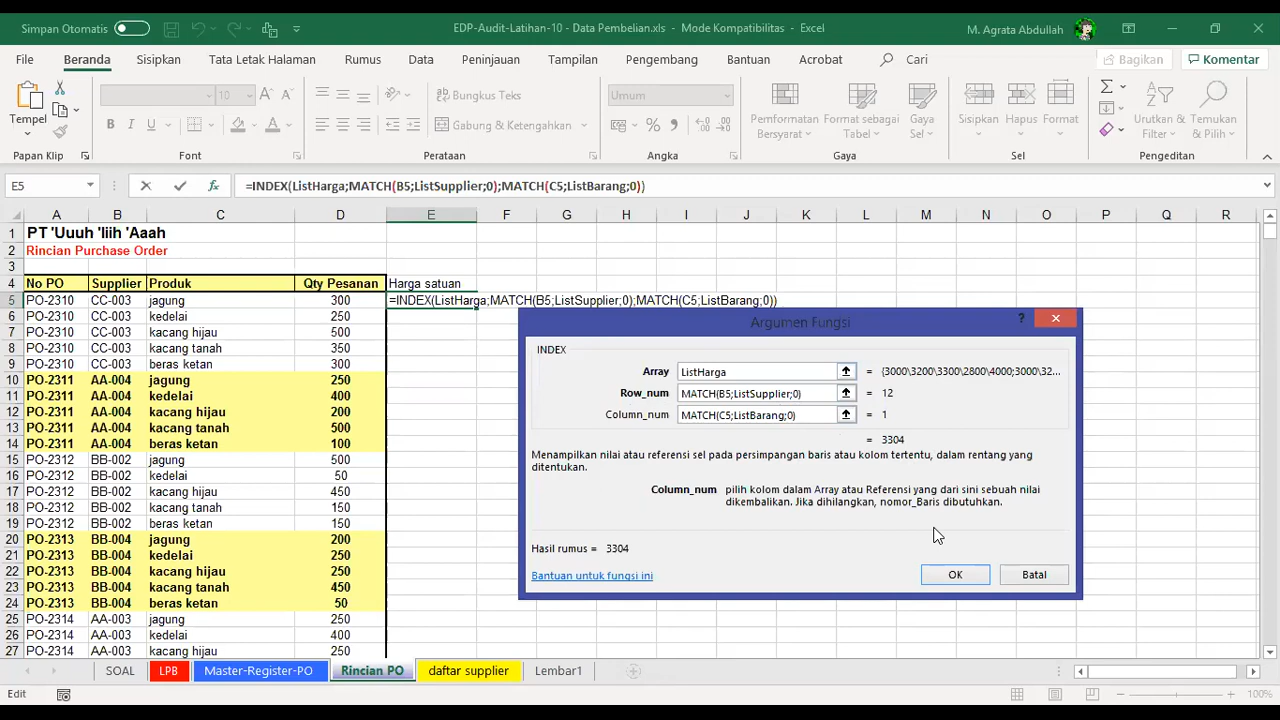 Simpan Otomatis
EDP-Audit-Latihan-10 - Data Pembelian.xls - Mode Kompatibilitas - Excel
M. Agrata Abdullah
File Beranda Sisipkan Tata Letak Halaman Rumus Data Peninjauan Tampilan Pengembang Bantuan Acrobat Cari Bagikan Komentar
Tempel
10
Bungkus Teks
Umum
B I U
Gabung & Ketengahkan
Permformatan Bersyarat
Format sebagai Tabel
Gaya Sel
Sisipkan Hapus Format
Urutkan & Filter
Temukan & Pilih
Papan Klip Font Perataan Angka Gaya Sel Pengeditan
E5 fx =INDEX(ListHarga;MATCH(B5;ListSupplier;0);MATCH(C5;ListBarang;0))
A B C D E F G H I J K L M N O P Q R
1 PT 'Uuuh 'Iiih 'Aaah
2 Rincian Purchase Order
3
4 No PO Supplier Produk Qty Pesanan Harga satuan
5 PO-2310 CC-003 jagung 300 =INDEX(ListHarga;MATCH(B5;ListSupplier;0);MATCH(C5;ListBarang;0))
6 PO-2310 CC-003 kedelai 250
7 PO-2310 CC-003 kacang hijau 500
8 PO-2310 CC-003 kacang tanah 350
9 PO-2310 CC-003 beras ketan 300
10 PO-2311 AA-004 jagung 250
11 PO-2311 AA-004 kedelai 400
12 PO-2311 AA-004 kacang hijau 200
13 PO-2311 AA-004 kacang tanah 500
14 PO-2311 AA-004 beras ketan 100
15 PO-2312 BB-002 jagung 500
16 PO-2312 BB-002 kedelai 50
17 PO-2312 BB-002 kacang hijau 450
18 PO-2312 BB-002 kacang tanah 150
19 PO-2312 BB-002 beras ketan 150
20 PO-2313 BB-004 jagung 200
21 PO-2313 BB-004 kedelai 250
22 PO-2313 BB-004 kacang hijau 250
23 PO-2313 BB-004 kacang tanah 450
24 PO-2313 BB-004 beras ketan 50
25 PO-2314 AA-003 jagung 250
26 PO-2314 AA-003 kedelai 400
27 PO-2314 AA-003 kacang hijau 250
Argumen Fungsi
INDEX
Array ListHarga = {3000\3200\3300\2800\4000;3000\32...
Row_num MATCH(B5;ListSupplier;0) = 12
Column_num MATCH(C5;ListBarang;0) = 1
= 3304
Menampilkan nilai atau referensi sel pada persimpangan baris atau kolom tertentu, dalam rentang yang
ditentukan.
Column_num pilih kolom dalam Array atau Referensi yang dari sini sebuah nilai
dikembalikan. Jika dihilangkan, nomor_Baris dibutuhkan.
Hasil rumus = 3304
Bantuan untuk fungsi ini
OK Batal
SOAL LPB Master-Register-PO Rincian PO daftar supplier Lembar1
Edit
100%